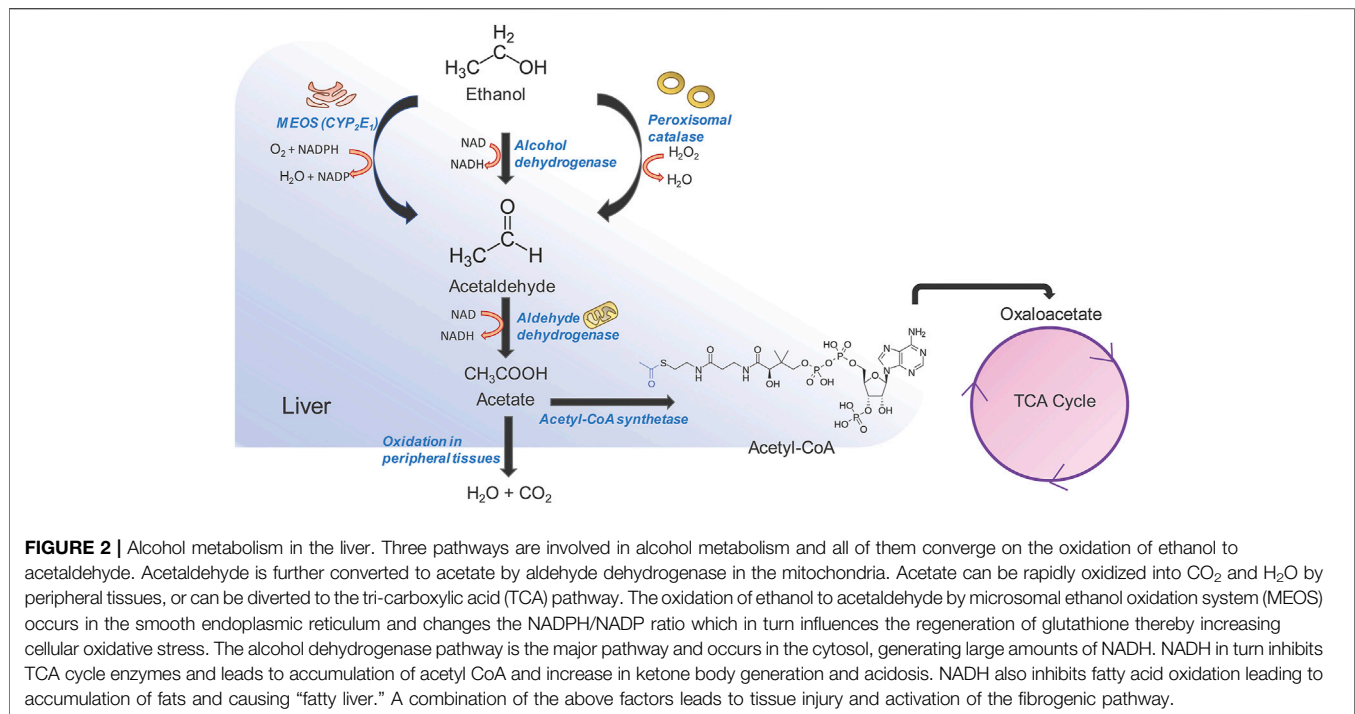 H₂
C
H₃C OH
Ethanol
MEOS (CYP₂E₁)
O₂ + NADPH
H₂O + NADP
NAD
NADH
Alcohol
dehydrogenase
Peroxisomal
catalase
H₂O₂
H₂O
O
C
H₃C H
Acetaldehyde
NAD
NADH
Aldehyde
dehydrogenase
CH₃COOH
Acetate
Liver
Acetyl-CoA synthetase
Oxidation in
peripheral tissues
H₂O + CO₂
O
S
N
H
O
N
H
O
OH
O
P
HO
O
OH
O
P
HO
O
O
N
N
N
N
NH₂
O
OH
O
HO
P
HO
O
Acetyl-CoA
Oxaloacetate
TCA Cycle
FIGURE 2 | Alcohol metabolism in the liver. Three pathways are involved in alcohol metabolism and all of them converge on the oxidation of ethanol to
acetaldehyde. Acetaldehyde is further converted to acetate by aldehyde dehydrogenase in the mitochondria. Acetate can be rapidly oxidized into CO₂ and H₂O by
peripheral tissues, or can be diverted to the tri-carboxylic acid (TCA) pathway. The oxidation of ethanol to acetaldehyde by microsomal ethanol oxidation system (MEOS)
occurs in the smooth endoplasmic reticulum and changes the NADPH/NADP ratio which in turn influences the regeneration of glutathione thereby increasing
cellular oxidative stress. The alcohol dehydrogenase pathway is the major pathway and occurs in the cytosol, generating large amounts of NADH. NADH in turn inhibits
TCA cycle enzymes and leads to accumulation of acetyl CoA and increase in ketone body generation and acidosis. NADH also inhibits fatty acid oxidation leading to
accumulation of fats and causing “fatty liver.” A combination of the above factors leads to tissue injury and activation of the fibrogenic pathway.